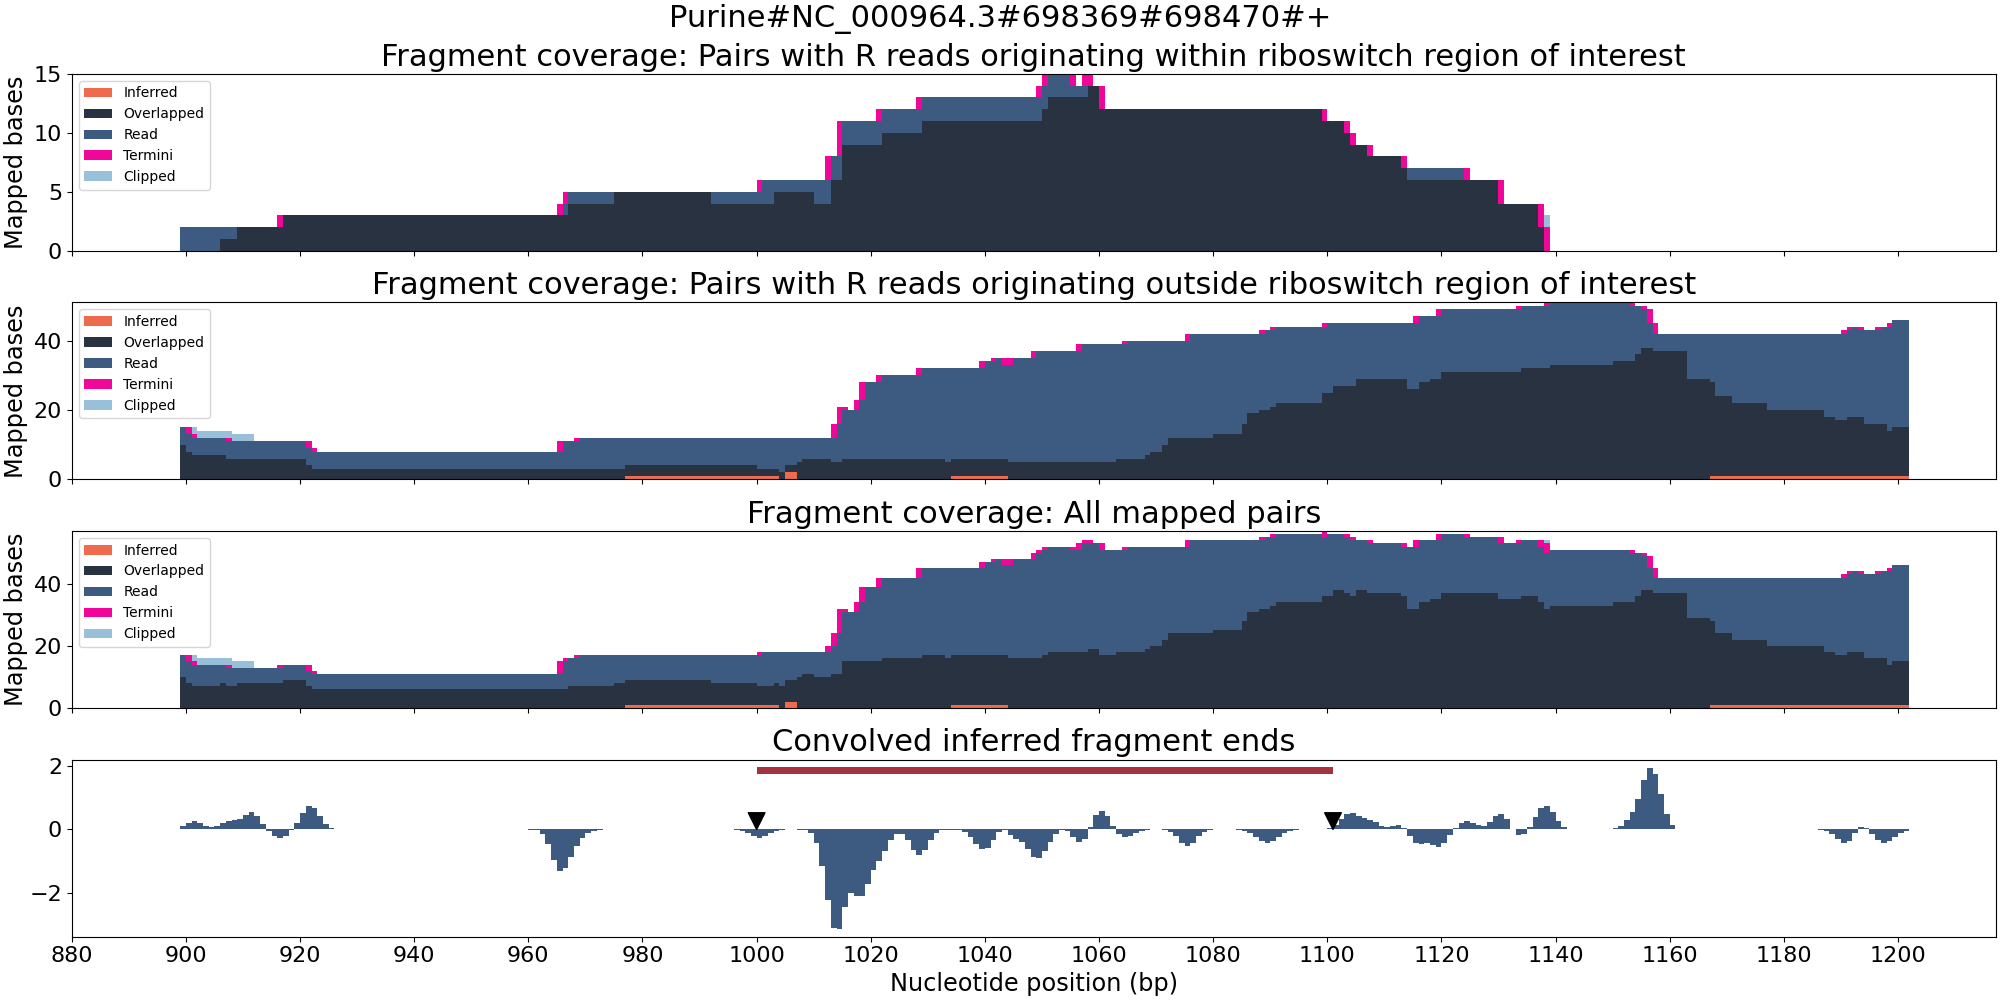 Purine#NC_000964.3#698369#698470#+
Fragment coverage: Pairs with R reads originating within riboswitch region of interest
Mapped bases
15
10
5
0
Inferred
Overlapped
Read
Termini
Clipped
Fragment coverage: Pairs with R reads originating outside riboswitch region of interest
Mapped bases
40
20
0
Inferred
Overlapped
Read
Termini
Clipped
Fragment coverage: All mapped pairs
Mapped bases
40
20
0
Inferred
Overlapped
Read
Termini
Clipped
Convolved inferred fragment ends
2
0
−2
880 900 920 940 960 980 1000 1020 1040 1060 1080 1100 1120 1140 1160 1180 1200
Nucleotide position (bp)